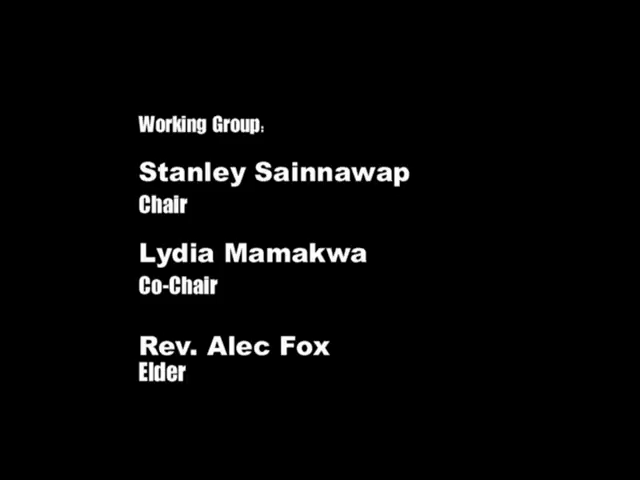 Working Group:
Stanley Sainnawap
Chair
Lydia Mamakwa
Co-Chair
Rev. Alec Fox
Elder